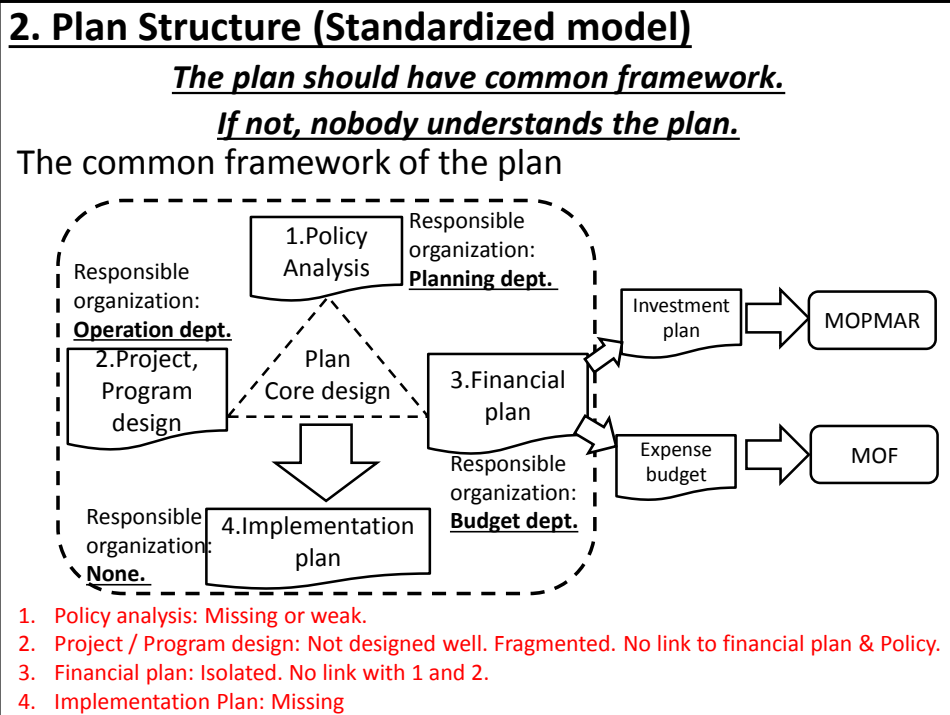 2. Plan Structure (Standardized model)
The plan should have common framework.
If not, nobody understands the plan.
The common framework of the plan
1.Policy
Analysis
Responsible
organization:
Planning dept.
Responsible
organization:
Operation dept.
2.Project,
Program
design
Plan
Core design
3.Financial
plan
Responsible
organization:
Budget dept.
Investment
plan
MOPMAR
Expense
budget
MOF
Responsible
organization:
None.
4.Implementation
plan
1. Policy analysis: Missing or weak.
2. Project / Program design: Not designed well. Fragmented. No link to financial plan & Policy.
3. Financial plan: Isolated. No link with 1 and 2.
4. Implementation Plan: Missing